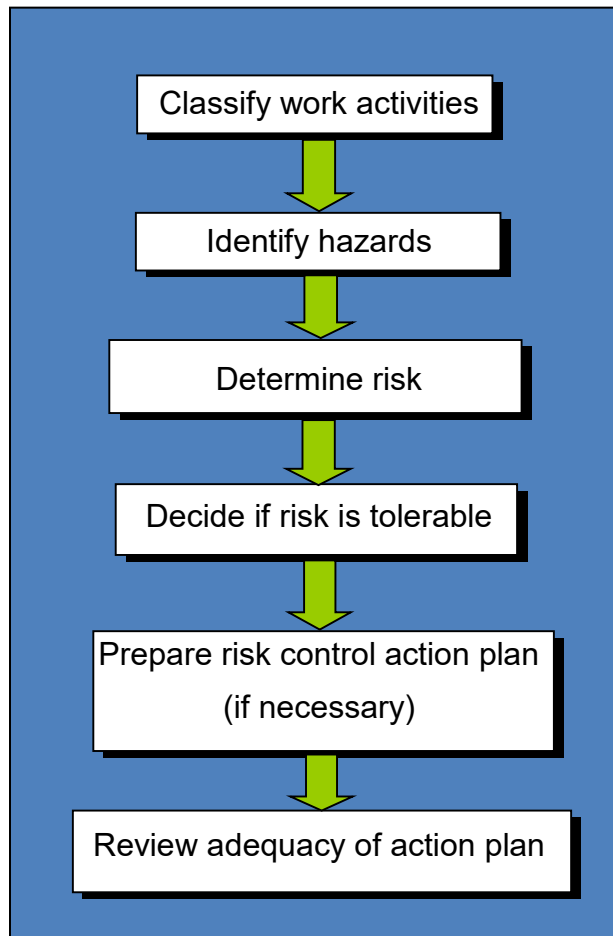 Classify work activities
Identify hazards
Determine risk
Decide if risk is tolerable
Prepare risk control action plan
(if necessary)
Review adequacy of action plan